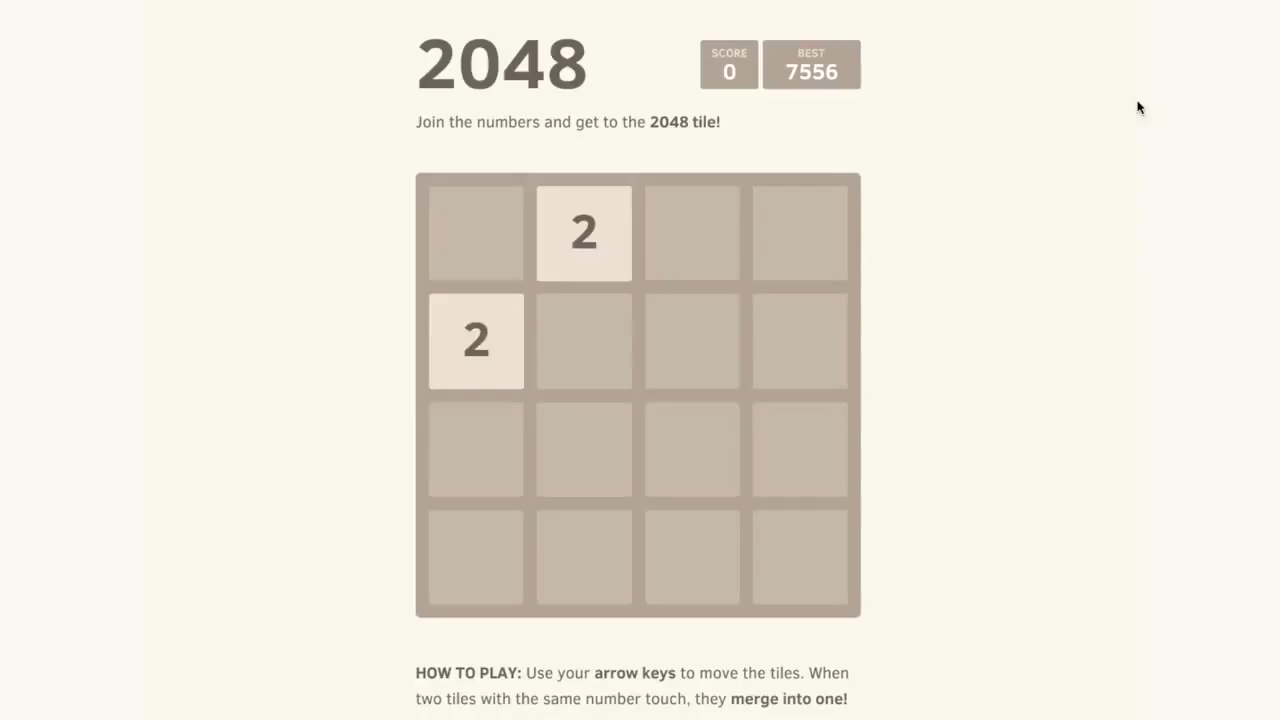 2048
SCORE
0
BEST
7556
Join the numbers and get to the 2048 tile!
2
2
HOW TO PLAY: Use your arrow keys to move the tiles. When
two tiles with the same number touch, they merge into one!